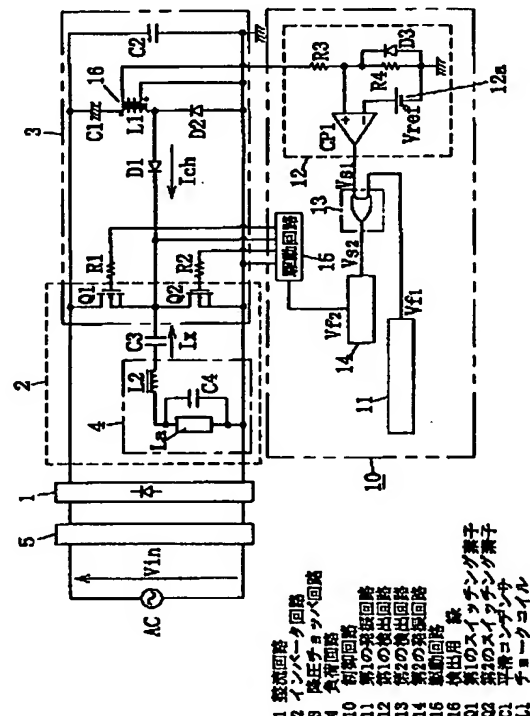 AC
Vin
5
1
2
4
La
C4
L2
C3
Ix
Q1
R1
Q2
R2
D1
Ich
3
C1
16
L1
D2
C2
駆動回路
15
R3
D3
R4
12a
Vref
CP1
12
VS1
13
VS2
Vf2
14
Vf1
11
10
1 整流回路
2 インバータ回路
3 降圧チョッパ回路
4 負荷回路
10 制御回路
11 第1の発振回路
12 第1の検出回路
13 第2の検出回路
14 第2の発振回路
15 駆動回路
16 検出用 線
Q1 第1のスイッチング素子
Q2 第2のスイッチング素子
C1 平滑コンデンサ
L1 チョークコイル